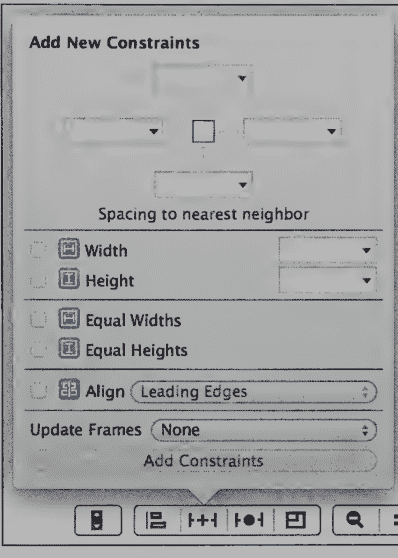 Add New Constraints
Spacing to nearest neighbor
Width
Height
Equal Widths
Equal Heights
Align Leading Edges
Update Frames None
Add Constraints